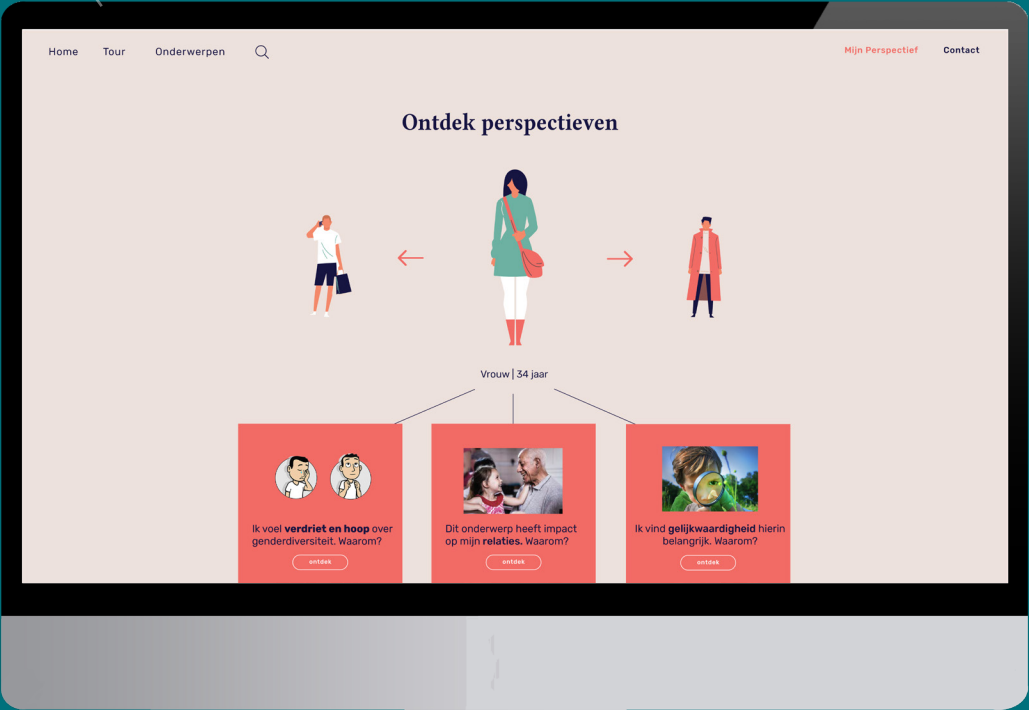 Home Tour Onderwerpen Mijn Perspectief Contact
Ontdek perspectieven
Vrouw | 34 jaar
Ik voel verdriet en hoop over
genderdiversiteit. Waarom?
ontdek
Dit onderwerp heeft impact
op mijn relaties. Waarom?
ontdek
Ik vind gelijkwaardigheid hierin
belangrijk. Waarom?
ontdek